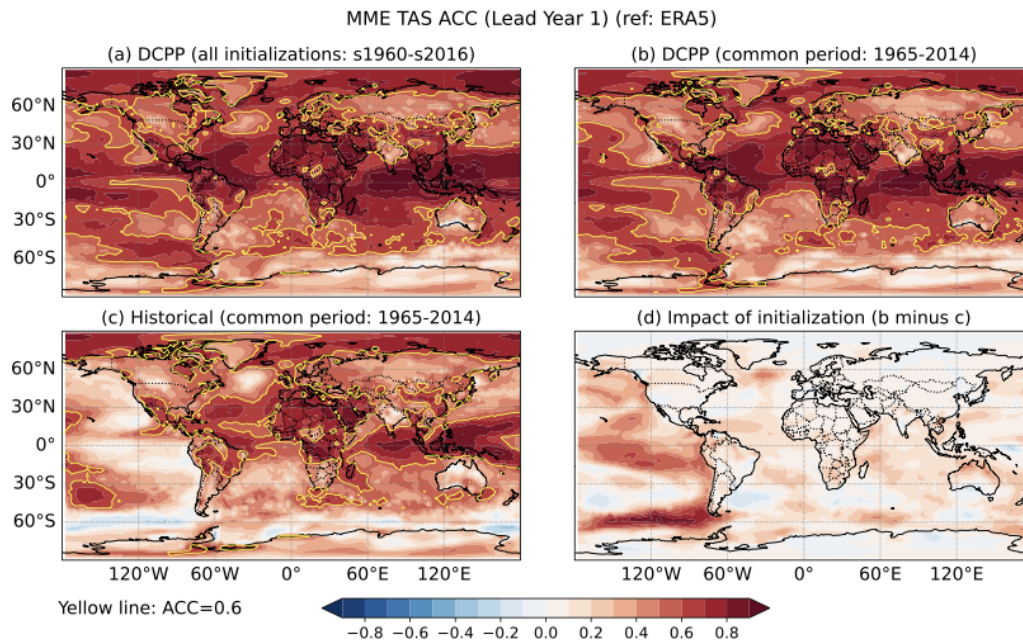 MME TAS ACC (Lead Year 1) (ref: ERA5)
(a) DCPP (all initializations: s1960-s2016)
(b) DCPP (common period: 1965-2014)
60°N
30°N
0°
30°S
60°S
(c) Historical (common period: 1965-2014)
(d) Impact of initialization (b minus c)
60°N
30°N
0°
30°S
60°S
120°W 60°W 0° 60°E 120°E
120°W 60°W 0° 60°E 120°E
Yellow line: ACC=0.6
−0.8 −0.6 −0.4 −0.2 0.0 0.2 0.4 0.6 0.8